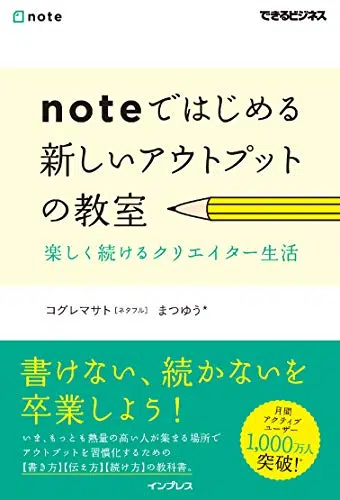 note
できるビジネス
noteではじめる
新しいアウトプット
の教室
楽しく続けるクリエイター生活
コグレマサト[ネタフル] まつゆう*
書けない、続かないを
卒業しよう!
いま、もっとも熱量の高い人が集まる場所で
アウトプットを習慣化するための
【書き方】【伝え方】【続け方】の教科書。
月間
アクティブ
ユーザー
1,000万人
突破!
インプレス